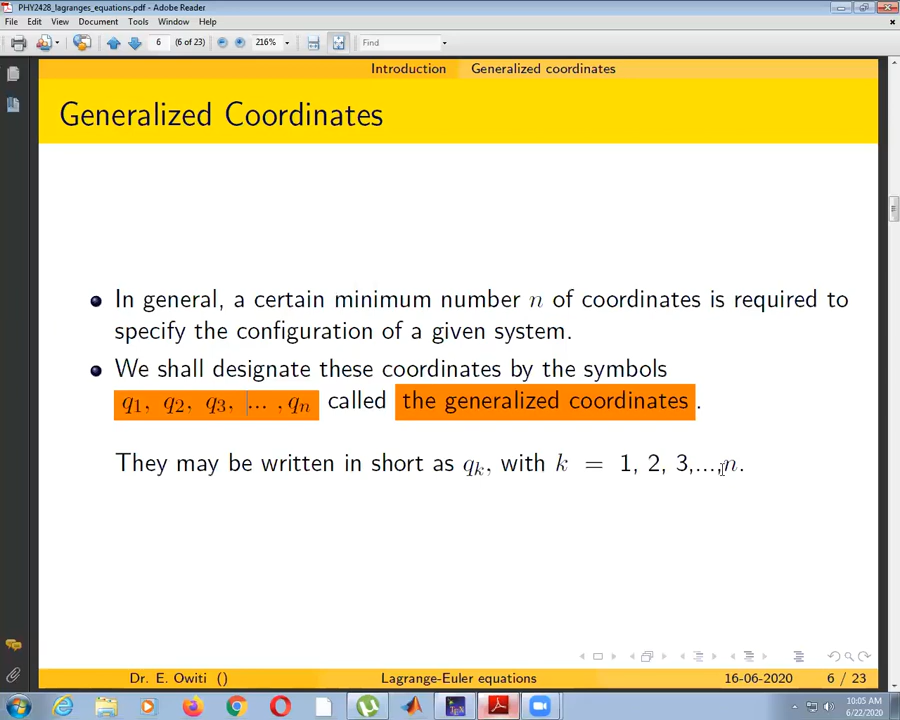 PHY2428_lagranges_equations.pdf - Adobe Reader
File Edit View Document Tools Window Help
6 (6 of 23) 216% Find
Introduction Generalized coordinates
Generalized Coordinates
In general, a certain minimum number n of coordinates is required to
specify the configuration of a given system.
We shall designate these coordinates by the symbols
q1, q2, q3, ... , qn called the generalized coordinates .
They may be written in short as qk, with k = 1, 2, 3,...,n.
Dr. E. Owiti () Lagrange-Euler equations 16-06-2020 6 / 23
10:05 AM
6/22/2020